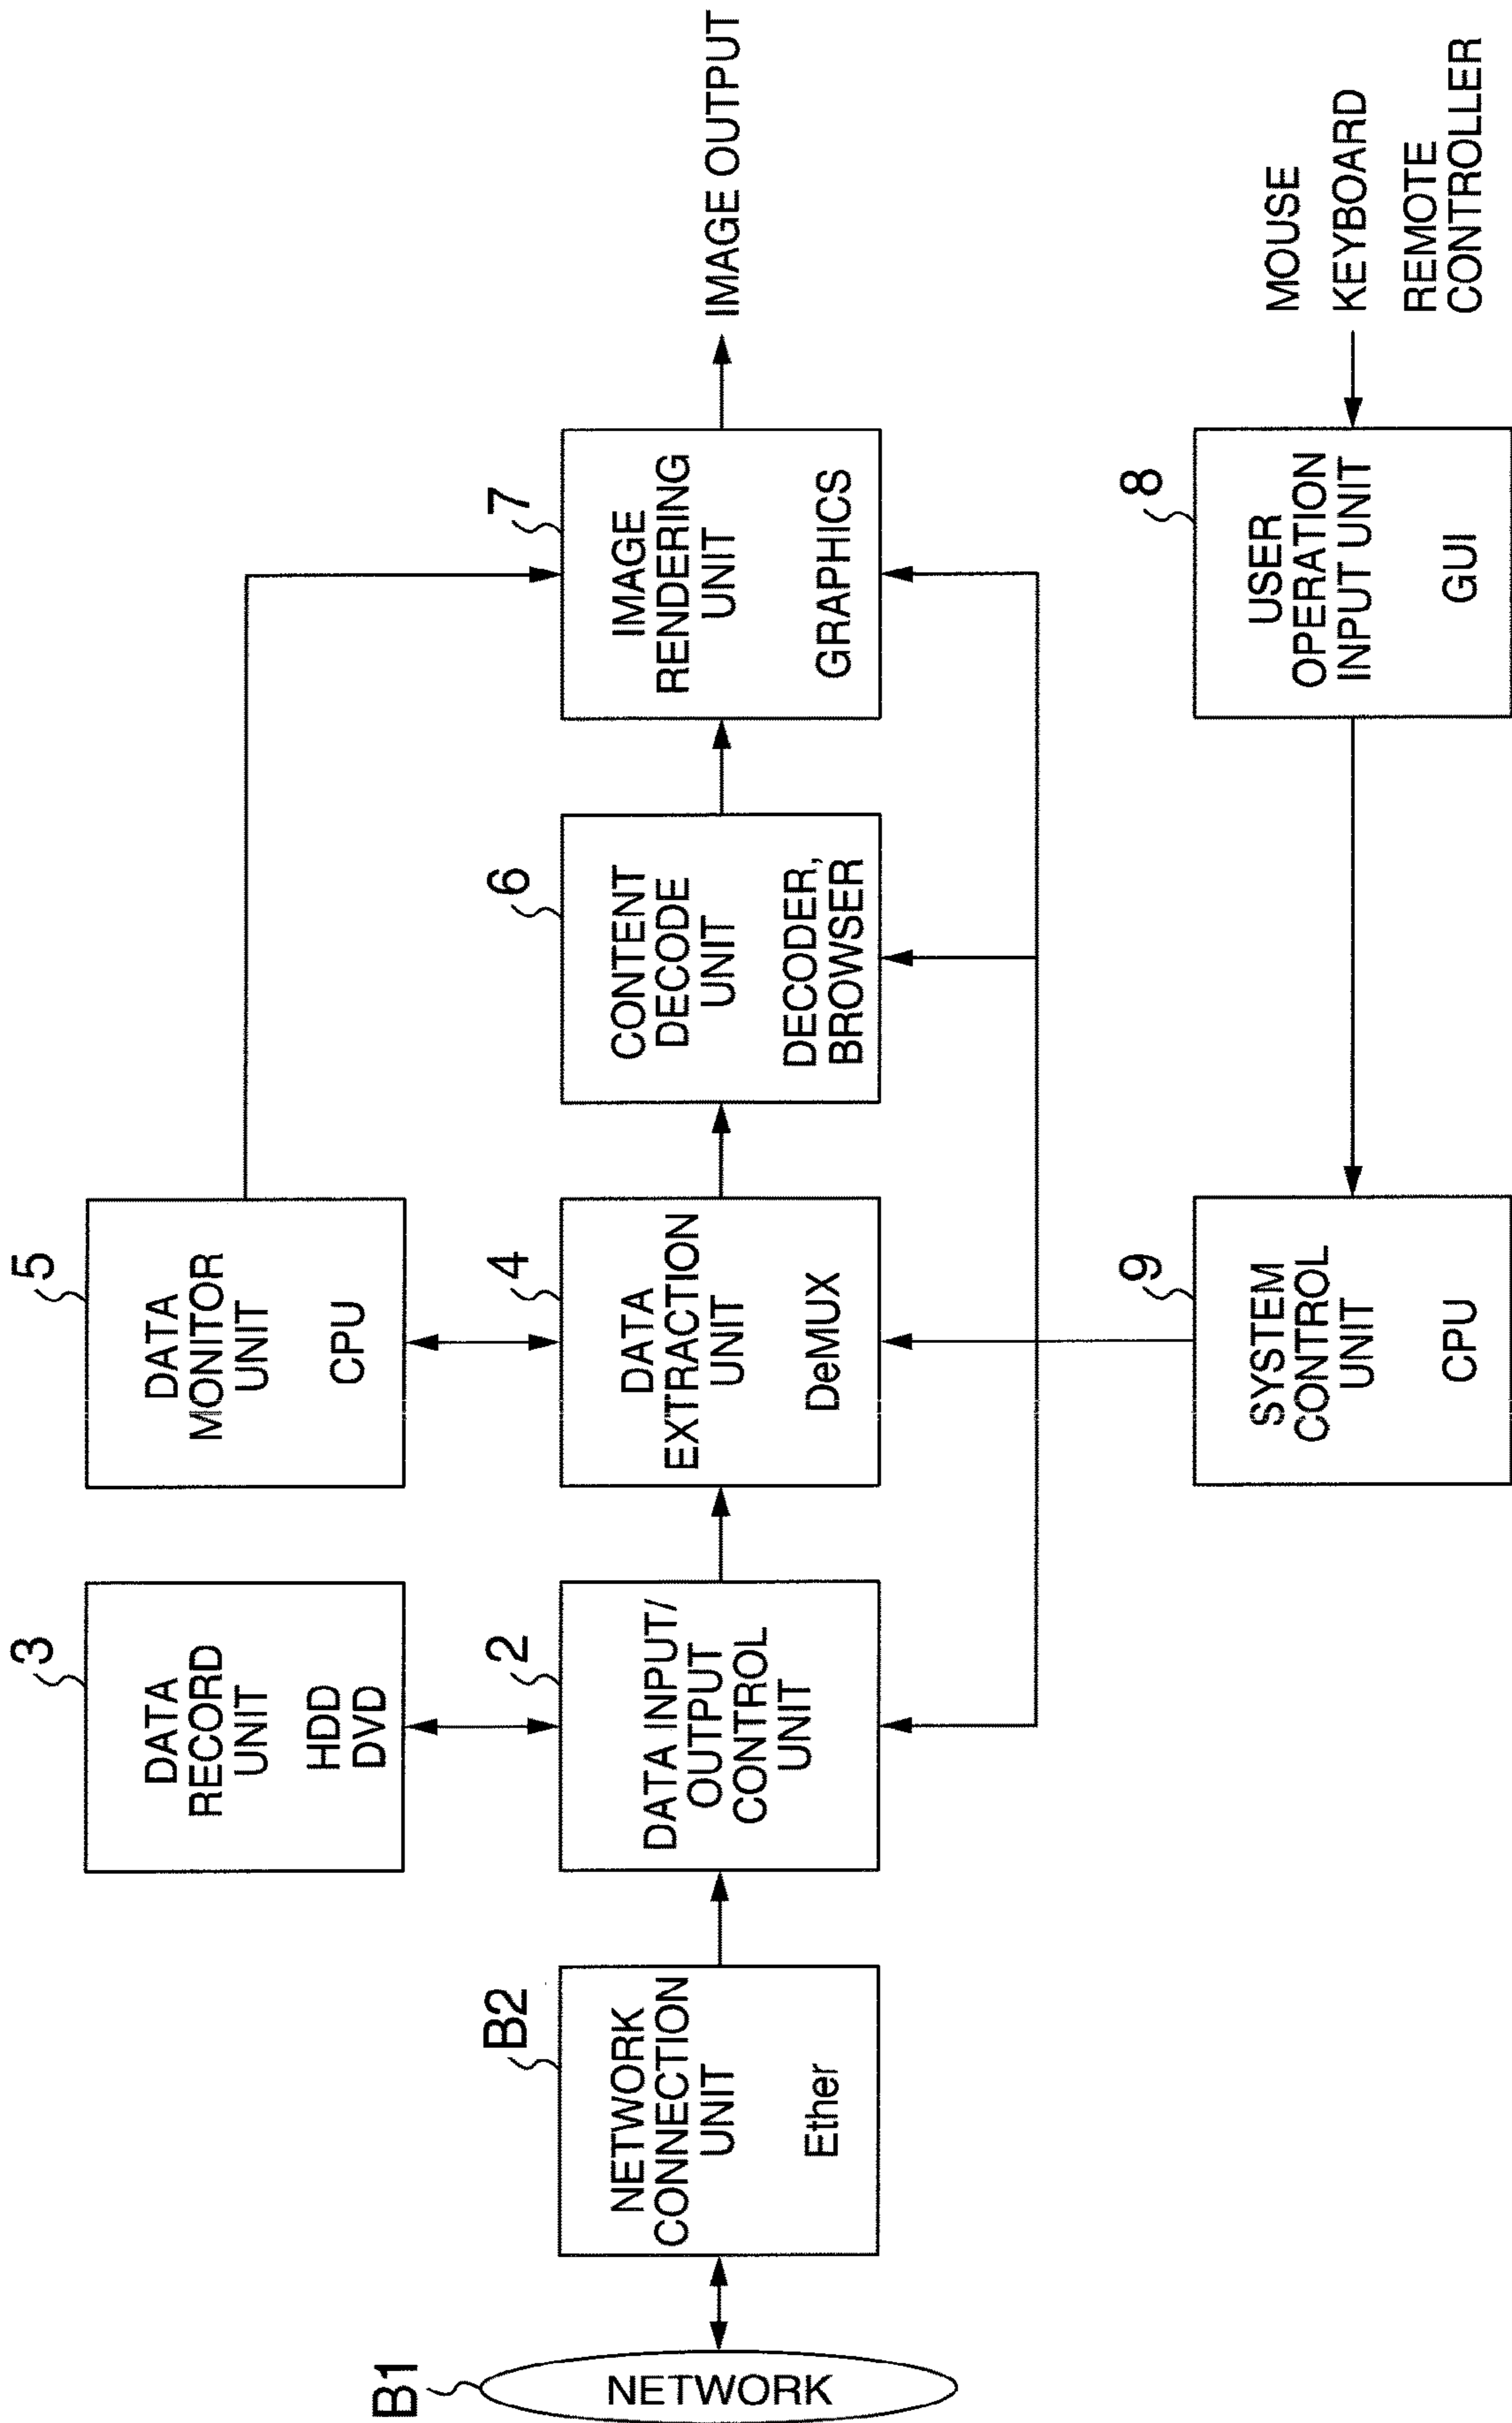 3
DATA
RECORD
UNIT
HDD
DVD
5
DATA
MONITOR
UNIT
CPU
B1
NETWORK
B2
NETWORK
CONNECTION
UNIT
Ether
2
DATA INPUT/
OUTPUT
CONTROL
UNIT
4
DATA
EXTRACTION
UNIT
DeMUX
6
CONTENT
DECODE
UNIT
DECODER,
BROWSER
7
IMAGE
RENDERING
UNIT
GRAPHICS
IMAGE OUTPUT
9
SYSTEM
CONTROL
UNIT
CPU
8
USER
OPERATION
INPUT UNIT
GUI
MOUSE
KEYBOARD
REMOTE
CONTROLLER